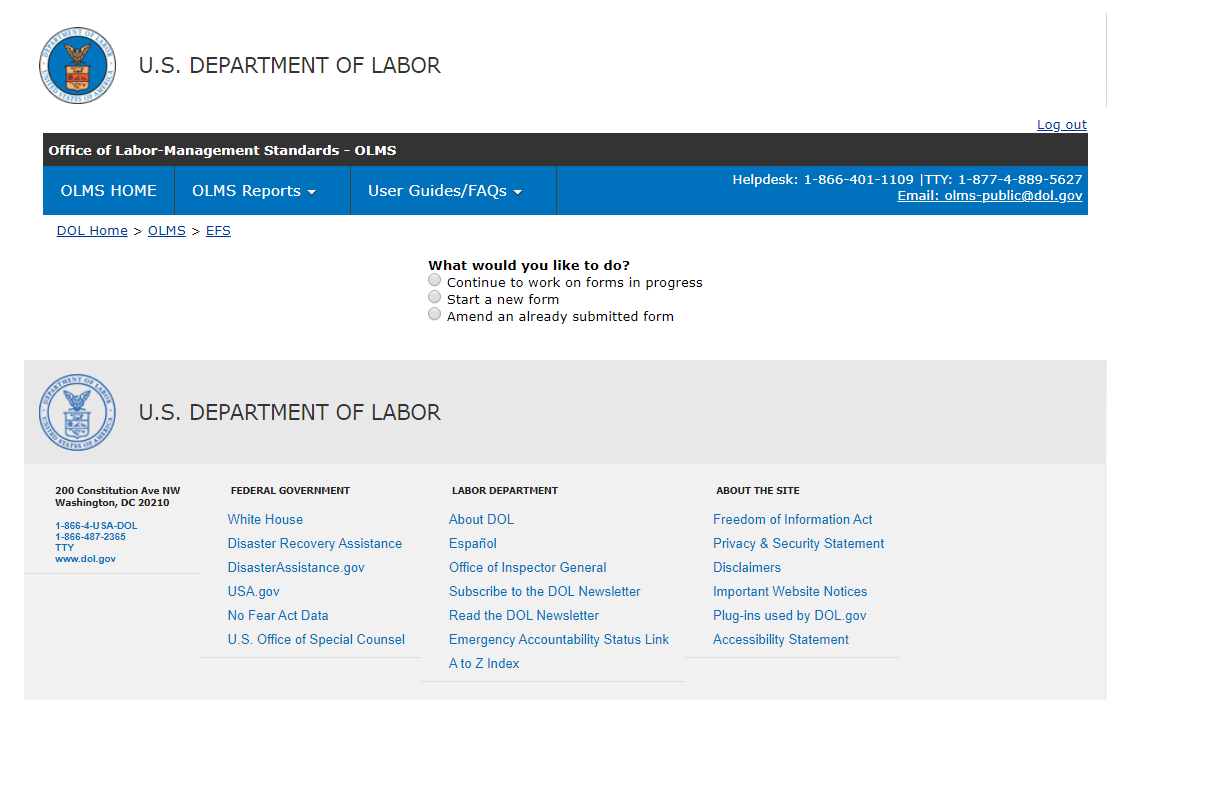 U.S. DEPARTMENT OF LABOR
Log out
Office of Labor-Management Standards - OLMS
OLMS HOME
OLMS Reports
User Guides/FAQs
Helpdesk: 1-866-401-1109 |TTY: 1-877-4-889-5627
Email: olms-public@dol.gov
DOL Home > OLMS > EFS
What would you like to do?
Continue to work on forms in progress
Start a new form
Amend an already submitted form
DEPARTMENT OF LABOR
UNITED STATES OF AMERICA
U.S. DEPARTMENT OF LABOR
200 Constitution Ave NW
Washington, DC 20210
1-866-4-USA-DOL
1-866-487-2365
TTY
www.dol.gov
FEDERAL GOVERNMENT
White House
Disaster Recovery Assistance
DisasterAssistance.gov
USA.gov
No Fear Act Data
U.S. Office of Special Counsel
LABOR DEPARTMENT
About DOL
Español
Office of Inspector General
Subscribe to the DOL Newsletter
Read the DOL Newsletter
Emergency Accountability Status Link
A to Z Index
ABOUT THE SITE
Freedom of Information Act
Privacy & Security Statement
Disclaimers
Important Website Notices
Plug-ins used by DOL.gov
Accessibility Statement